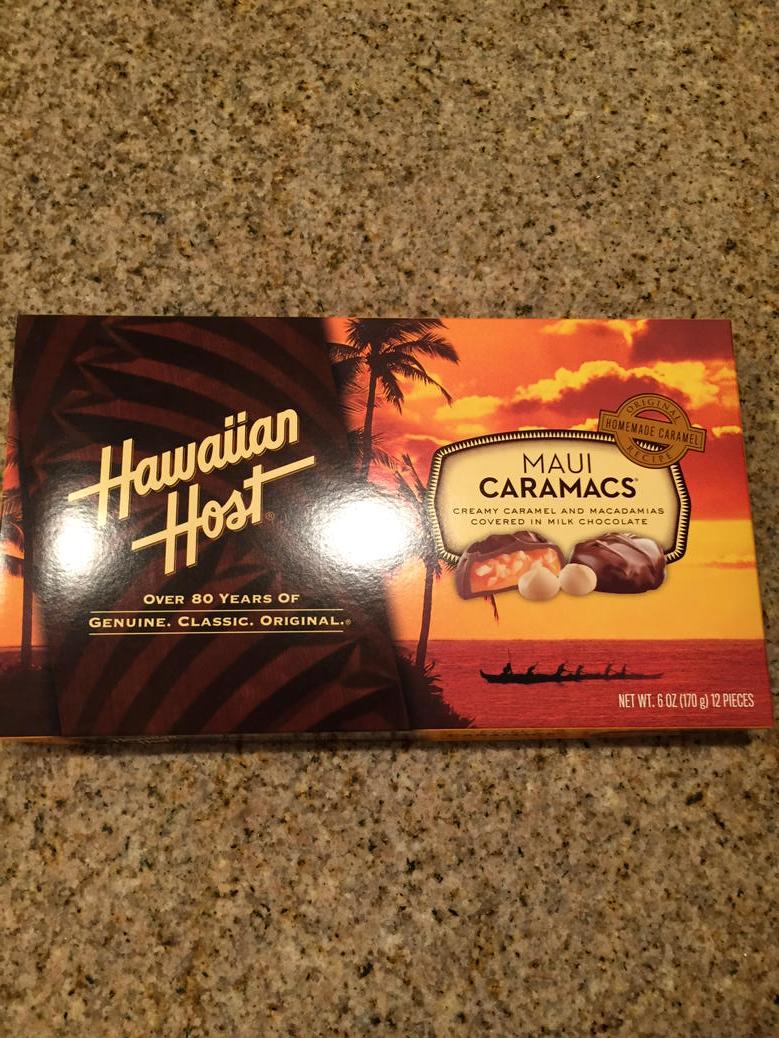 Hawaiian
Host®
OVER 80 YEARS OF
GENUINE. CLASSIC. ORIGINAL.®
ORIGINAL
HOMEMADE CARAMEL
RECIPE
MAUI
CARAMACS®
CREAMY CARAMEL AND MACADAMIAS
COVERED IN MILK CHOCOLATE
NET WT. 6 OZ (170 g) 12 PIECES